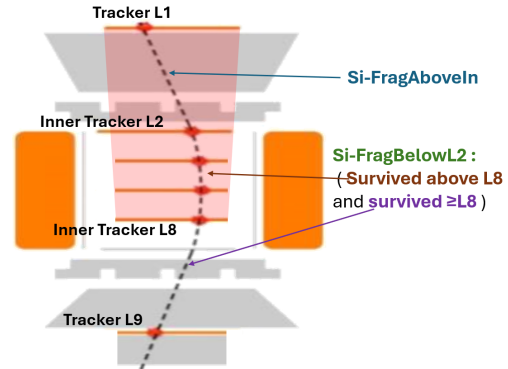 Tracker L1
Si-FragAboveIn
Inner Tracker L2
Si-FragBelowL2 :
(Survived above L8
and survived ≥L8 )
Inner Tracker L8
Tracker L9